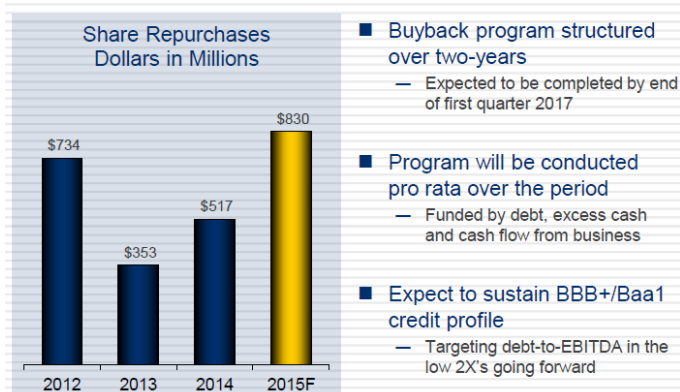 Share Repurchases
Dollars in Millions
$734
$353
$517
$830
2012
2013
2014
2015F
Buyback program structured
over two-years
— Expected to be completed by end
of first quarter 2017
Program will be conducted
pro rata over the period
— Funded by debt, excess cash
and cash flow from business
Expect to sustain BBB+/Baa1
credit profile
— Targeting debt-to-EBITDA in the
low 2X's going forward